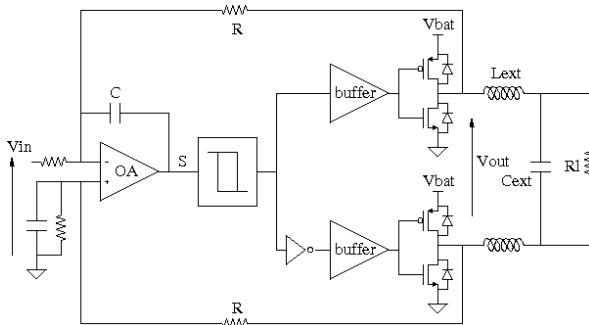 R
Vbat
Lext
buffer
C
Vin
-
OA
+
S
Vout
Cext
Rl
Vbat
buffer
R